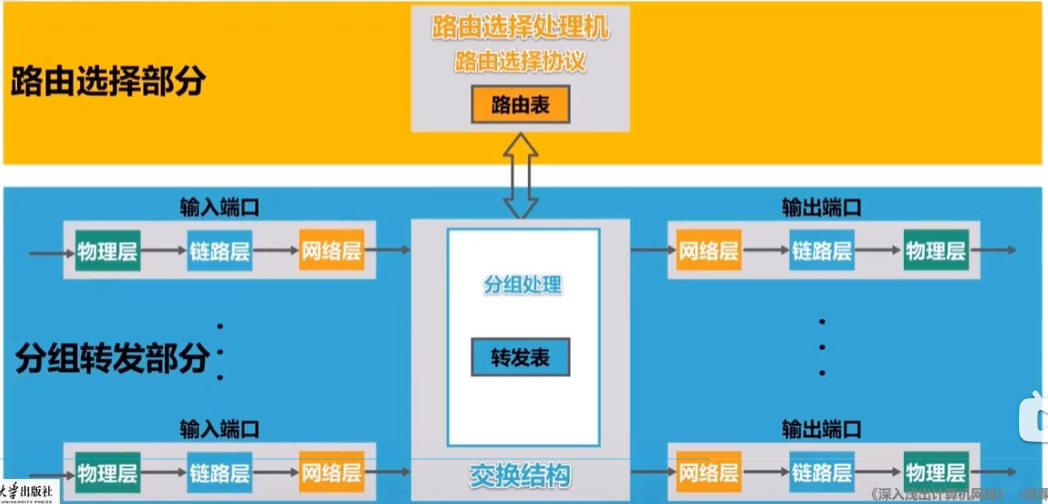 路由选择处理机
路由选择协议
路由表
路由选择部分
输入端口
物理层 链路层 网络层
输出端口
网络层 链路层 物理层
分组处理
转发表
分组转发部分
输入端口
物理层 链路层 网络层
交换结构
输出端口
网络层 链路层 物理层
大学出版社
UNIVERSITY PRESS
《深入浅出计算机网络》